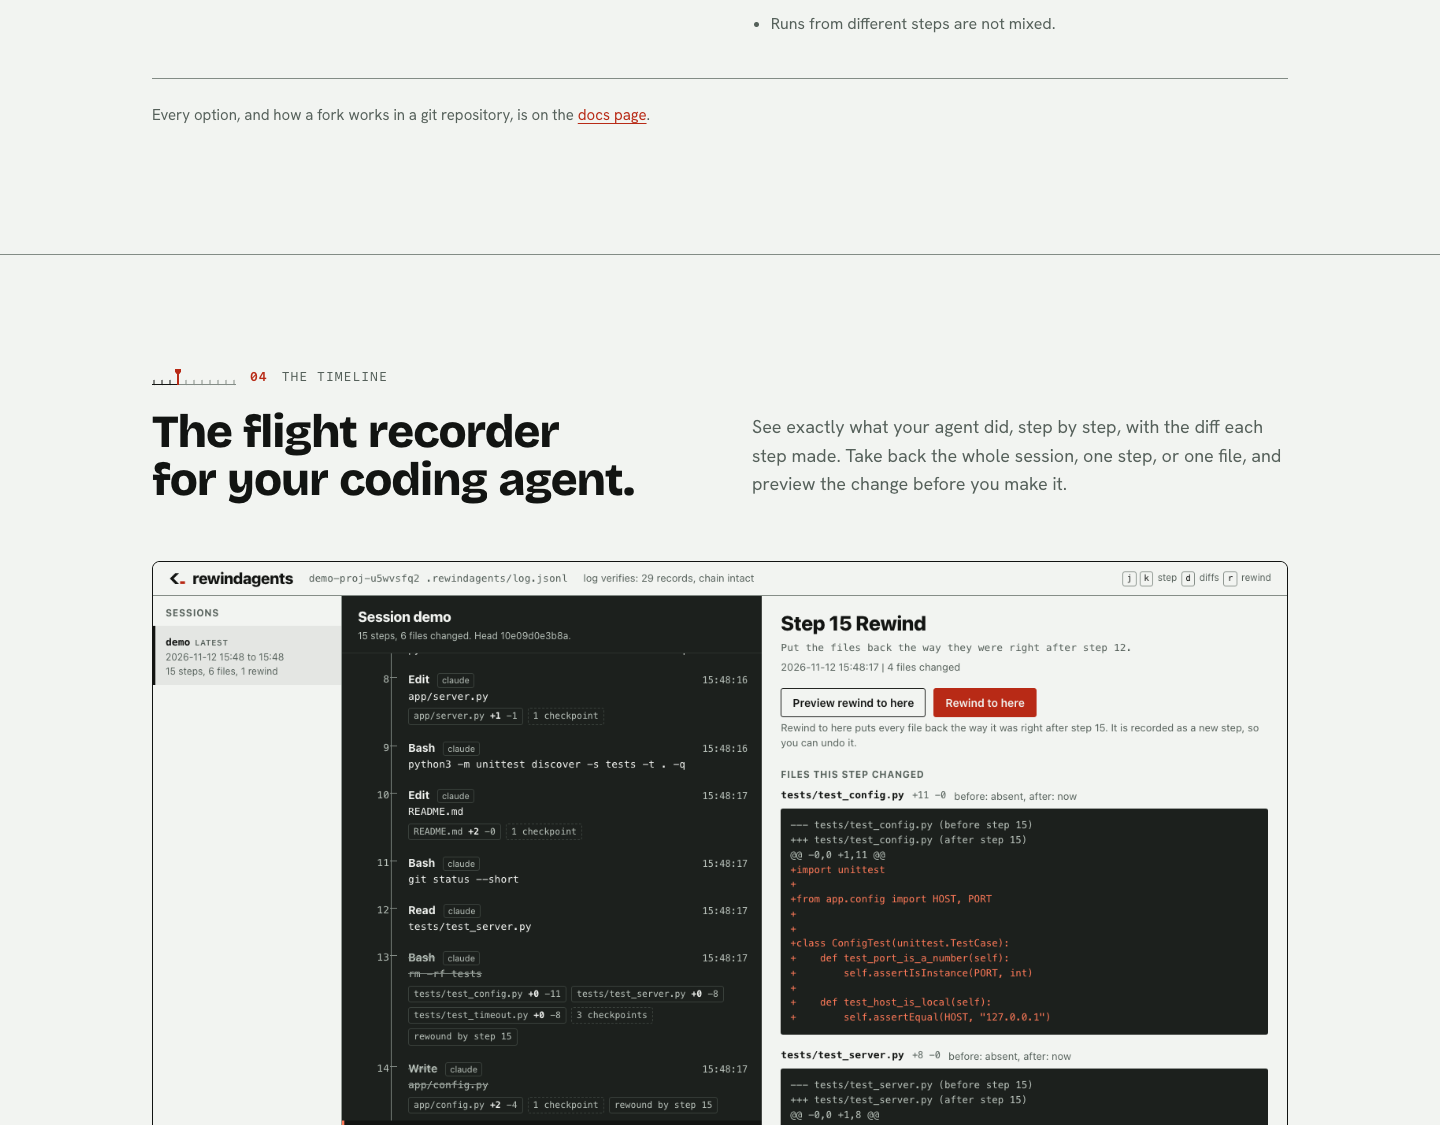 Runs from different steps are not mixed.
Every option, and how a fork works in a git repository, is on the docs page.
04 THE TIMELINE
The flight recorder
for your coding agent.
See exactly what your agent did, step by step, with the diff each
step made. Take back the whole session, one step, or one file, and
preview the change before you make it.
rewindagents demo-proj-u5wvsfq2 .rewindagents/log.jsonl log verifies: 29 records, chain intact j k step d diffs r rewind
SESSIONS
demo LATEST
2026-11-12 15:48 to 15:48
15 steps, 6 files, 1 rewind
Session demo
15 steps, 6 files changed. Head 10e09d0e3b8a.
8 Edit claude 15:48:16
app/server.py
app/server.py +1 −1 1 checkpoint
9 Bash claude 15:48:16
python3 -m unittest discover -s tests -t . -q
10 Edit claude 15:48:17
README.md
README.md +2 −0 1 checkpoint
11 Bash claude 15:48:17
git status --short
12 Read claude 15:48:17
tests/test_server.py
13 Bash claude 15:48:17
rm -rf tests
tests/test_config.py +0 −11 tests/test_server.py +0 −8
tests/test_timeout.py +0 −8 3 checkpoints
rewound by step 15
14 Write claude 15:48:17
app/config.py
app/config.py +2 −4 1 checkpoint rewound by step 15
Step 15 Rewind
Put the files back the way they were right after step 12.
2026-11-12 15:48:17 | 4 files changed
Preview rewind to here Rewind to here
Rewind to here puts every file back the way it was right after step 15. It is recorded as a new step, so
you can undo it.
FILES THIS STEP CHANGED
tests/test_config.py +11 −0 before: absent, after: now
--- tests/test_config.py (before step 15)
+++ tests/test_config.py (after step 15)
@@ -0,0 +1,11 @@
+import unittest
+
+from app.config import HOST, PORT
+
+
+class ConfigTest(unittest.TestCase):
+    def test_port_is_a_number(self):
+        self.assertIsInstance(PORT, int)
+
+    def test_host_is_local(self):
+        self.assertEqual(HOST, "127.0.0.1")
tests/test_server.py +8 −0 before: absent, after: now
--- tests/test_server.py (before step 15)
+++ tests/test_server.py (after step 15)
@@ -0,0 +1,8 @@